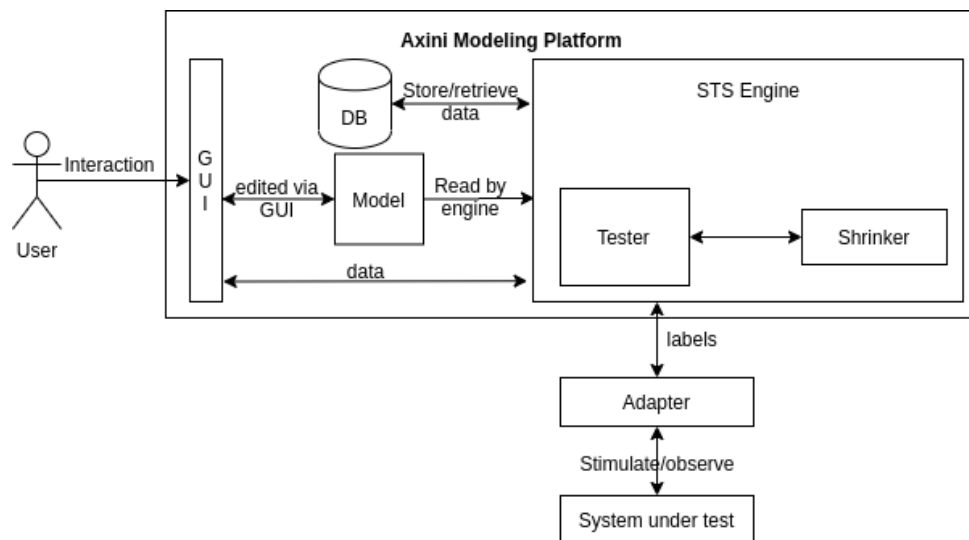 Axini Modeling Platform
STS Engine
Store/retrieve
data
DB
G
U
I
Interaction
User
edited via
GUI
Model
Read by
engine
Tester
Shrinker
data
labels
Adapter
Stimulate/observe
System under test